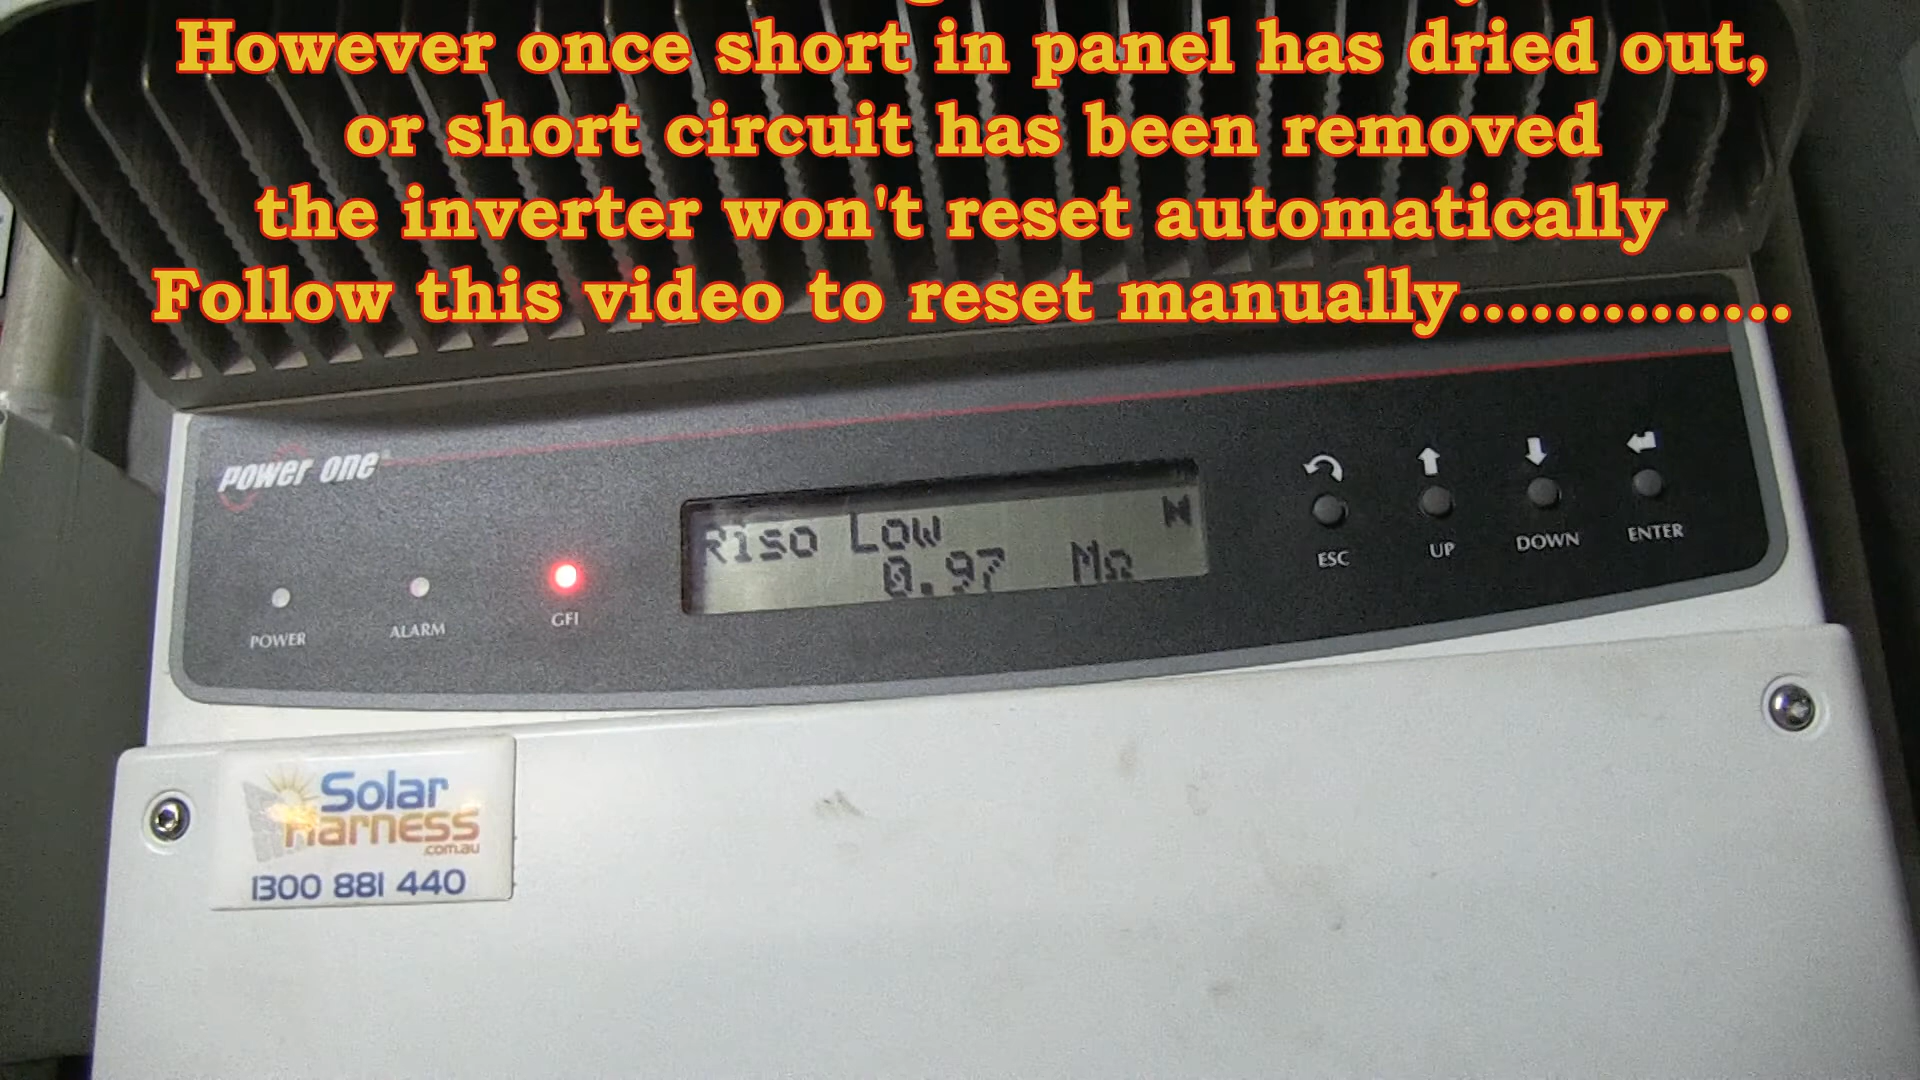 However once short in panel has dried out,
or short circuit has been removed
the inverter won't reset automatically
Follow this video to reset manually..............
power one
Riso Low
0.97 MΩ
POWER
ALARM
GFI
ESC
UP
DOWN
ENTER
Solar
Harness
.com.au
1300 881 440